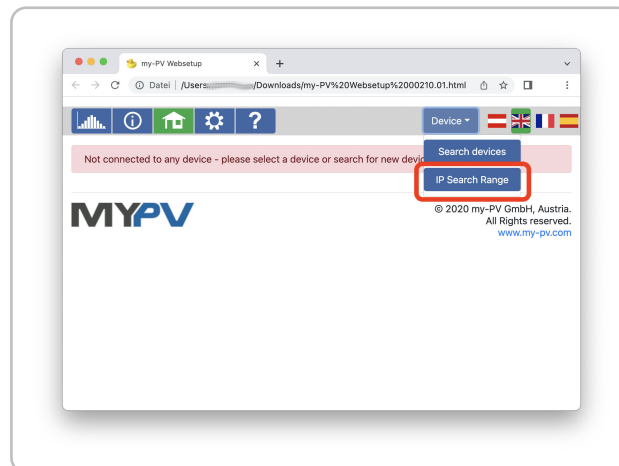 my-PV Websetup
Datei | /Users /Downloads/my-PV%20Websetup%2000210.01.html
?
Device
Search devices
Not connected to any device - please select a device or search for new devic
IP Search Range
MYPV
© 2020 my-PV GmbH, Austria.
All Rights reserved.
www.my-pv.com